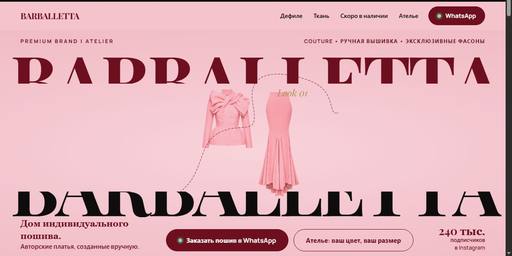 BARBALLETTA
Дефиле Ткань Скоро в наличии Ателье WhatsApp
PREMIUM BRAND I ATELIER
COUTURE • РУЧНАЯ ВЫШИВКА • ЭКСКЛЮЗИВНЫЕ ФАСОНЫ
BARBALLETTA
Look 01
BARBALLETTA
Дом индивидуального
пошива.
Авторские платья, созданные вручную.
Заказать пошив в WhatsApp
Ателье: ваш цвет, ваш размер
240 тыс.
подписчиков
в Instagram